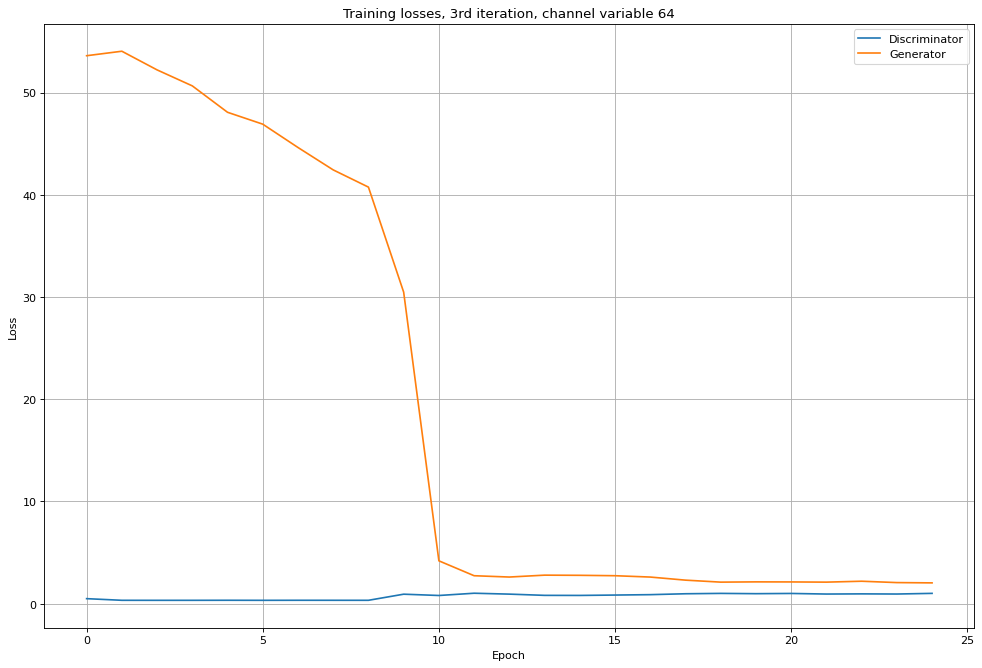 Training losses, 3rd iteration, channel variable 64
Discriminator
Generator
50
40
30
20
10
0
Loss
0
5
10
15
20
25
Epoch